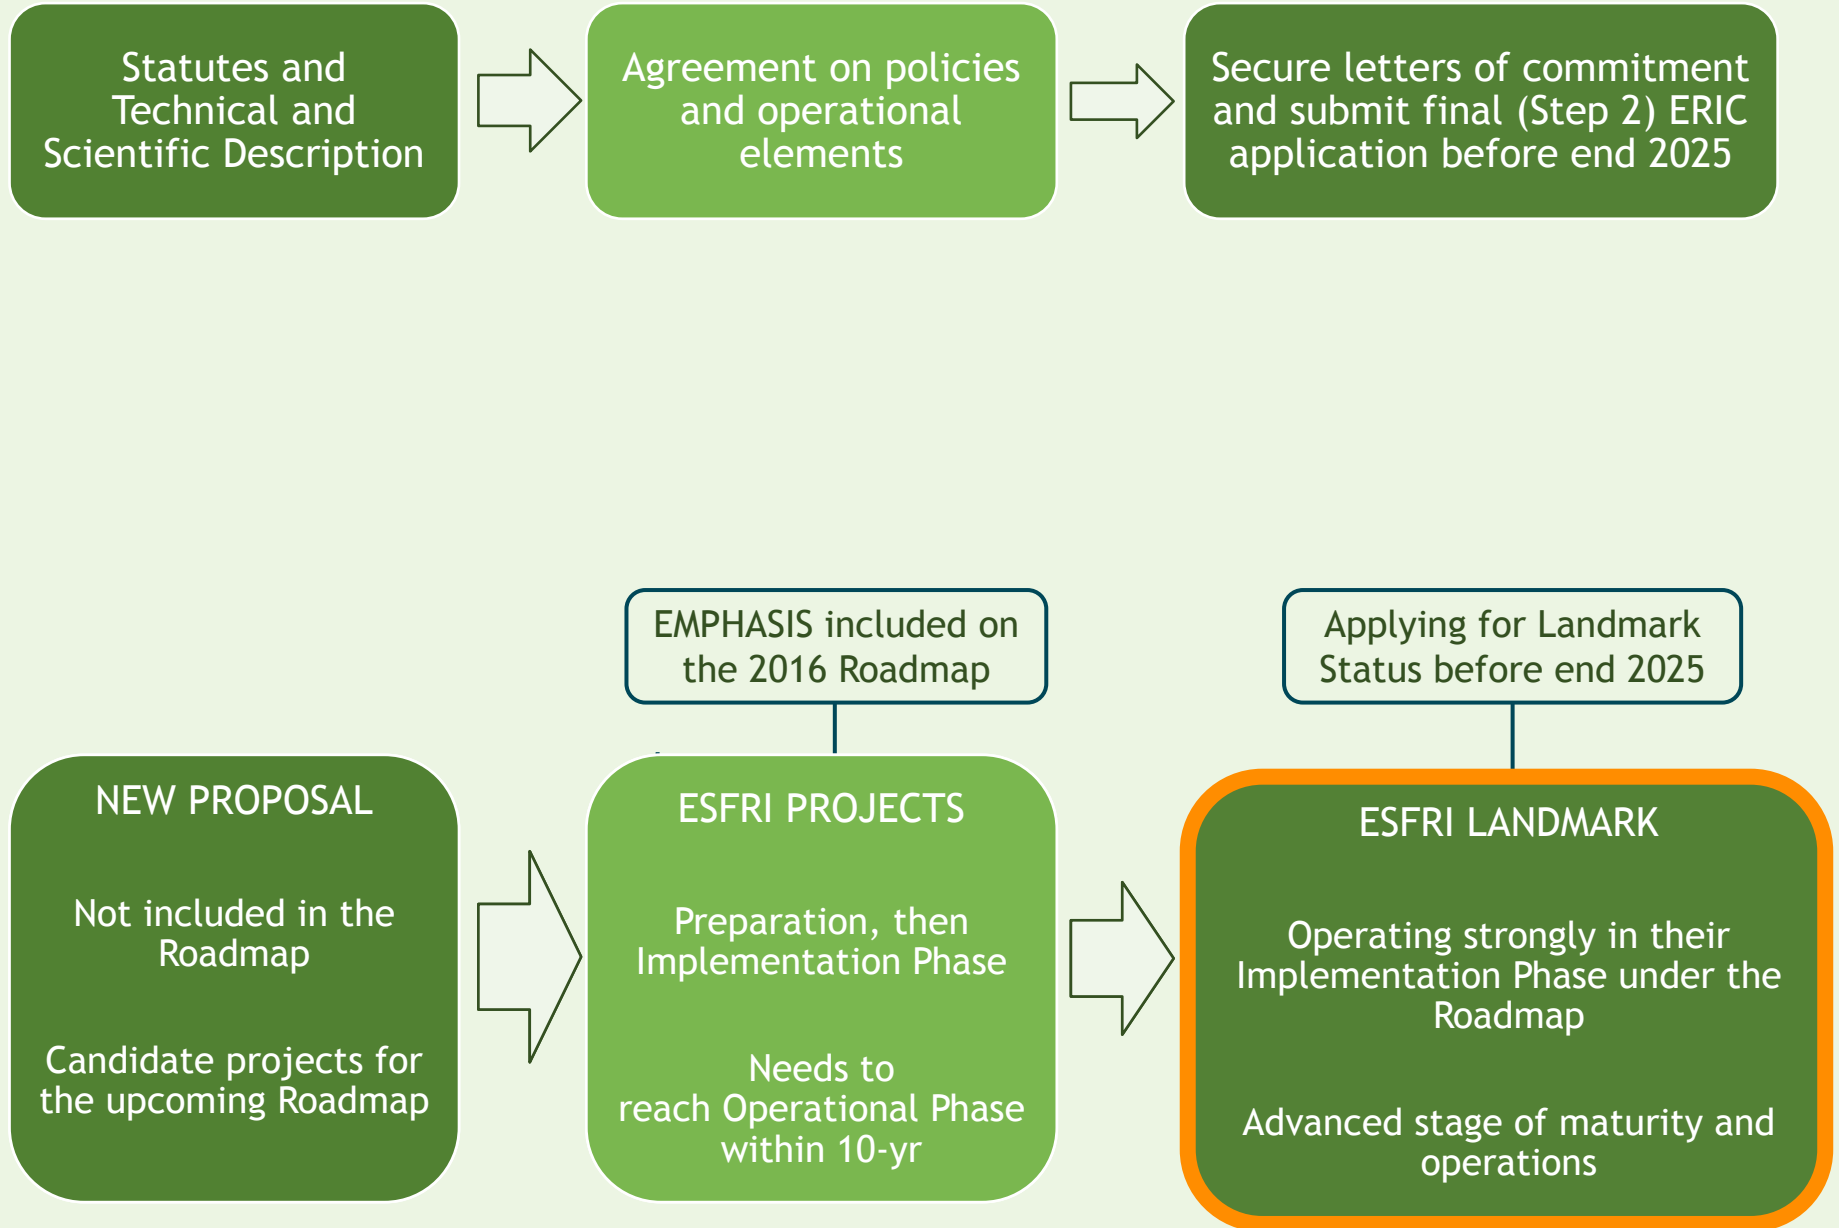 Statutes and
Technical and
Scientific Description
Agreement on policies
and operational
elements
Secure letters of commitment
and submit final (Step 2) ERIC
application before end 2025
EMPHASIS included on
the 2016 Roadmap
Applying for Landmark
Status before end 2025
NEW PROPOSAL
Not included in the
Roadmap
Candidate projects for
the upcoming Roadmap
ESFRI PROJECTS
Preparation, then
Implementation Phase
Needs to
reach Operational Phase
within 10-yr
ESFRI LANDMARK
Operating strongly in their
Implementation Phase under the
Roadmap
Advanced stage of maturity and
operations